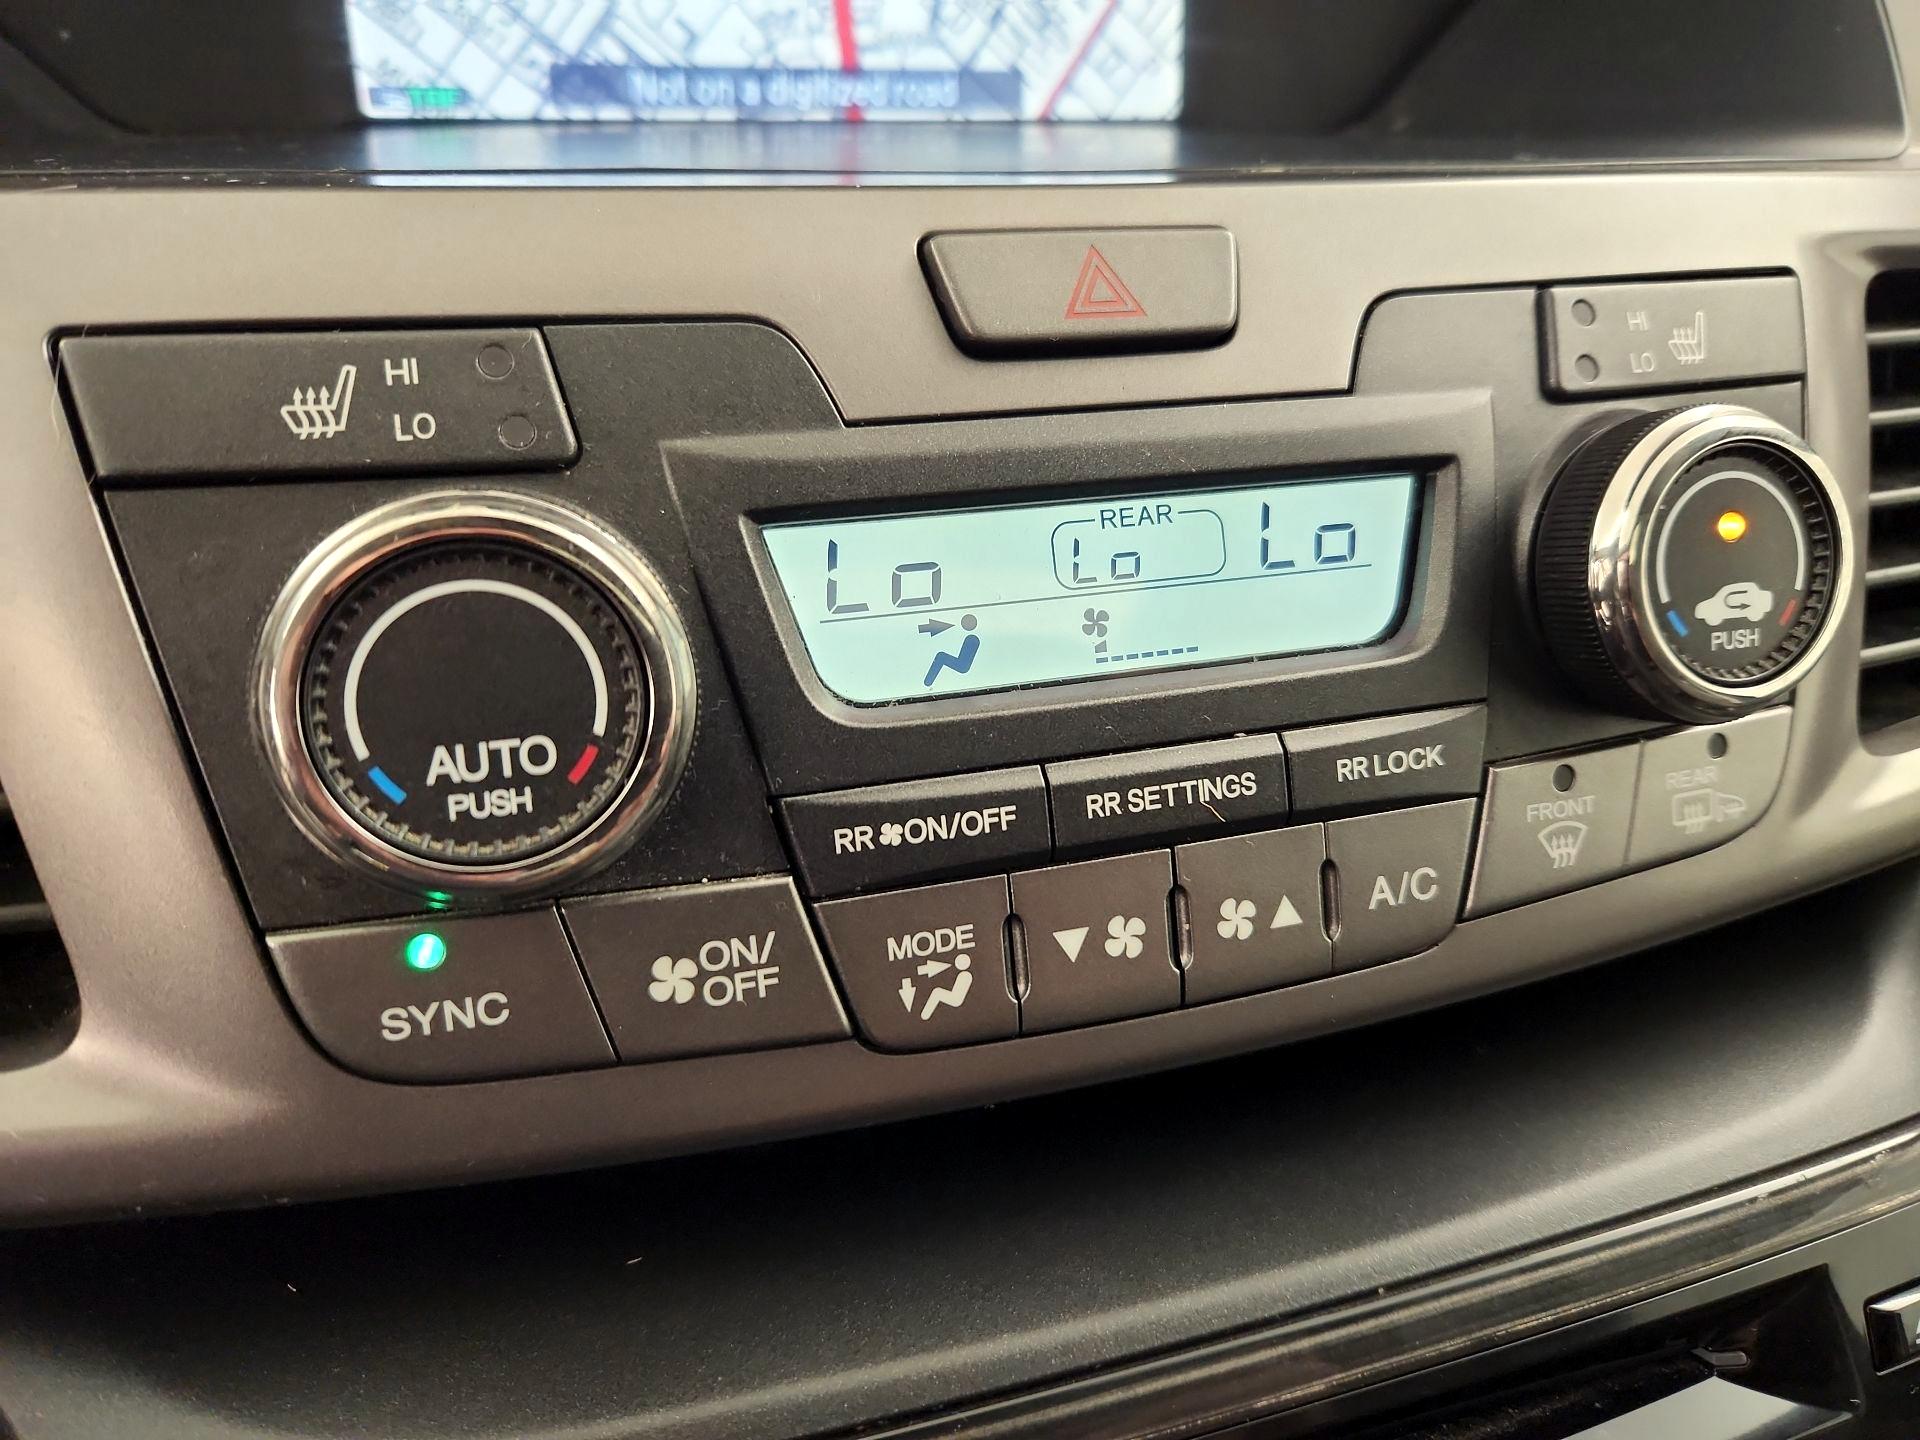 Not on a digitized road
HI
LO
HI
LO
REAR
Lo
Lo
Lo
AUTO
PUSH
PUSH
RR ON/OFF
RR SETTINGS
RR LOCK
FRONT
REAR
SYNC
ON/
OFF
MODE
A/C